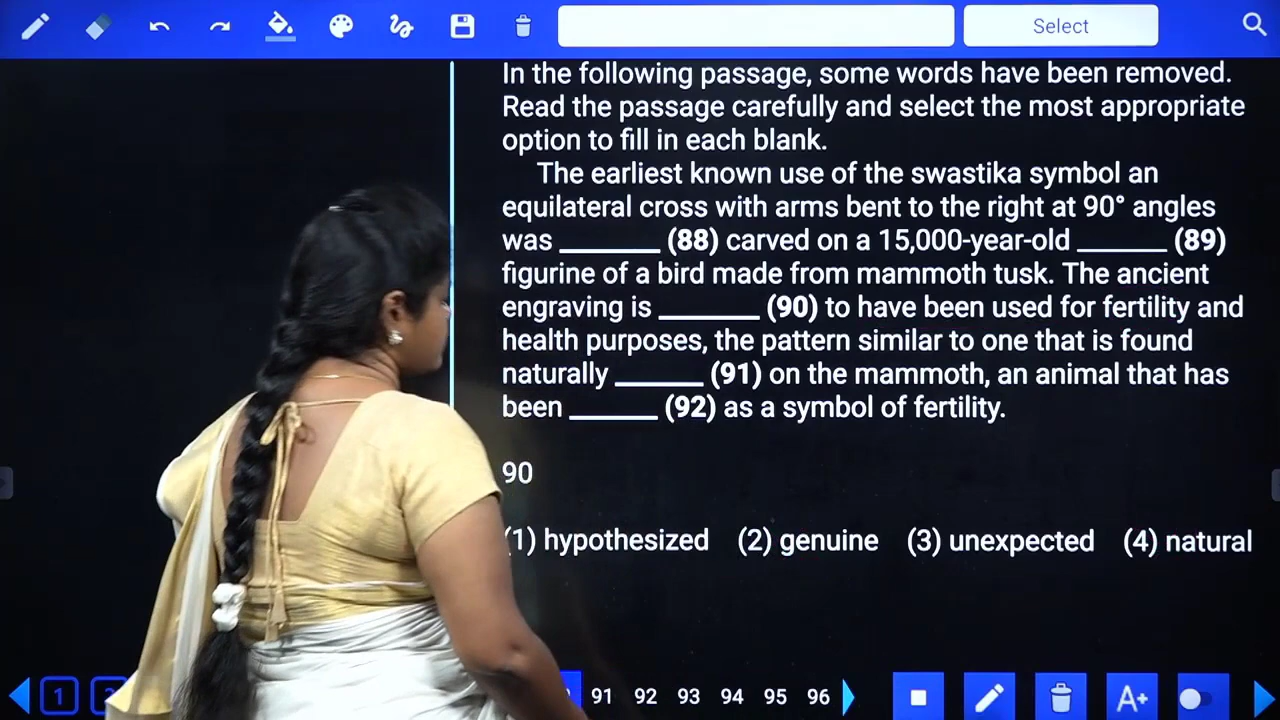 Select
In the following passage, some words have been removed.
Read the passage carefully and select the most appropriate
option to fill in each blank.
The earliest known use of the swastika symbol an
equilateral cross with arms bent to the right at 90° angles
was ________ (88) carved on a 15,000-year-old _______ (89)
figurine of a bird made from mammoth tusk. The ancient
engraving is ________ (90) to have been used for fertility and
health purposes, the pattern similar to one that is found
naturally _______ (91) on the mammoth, an animal that has
been _______ (92) as a symbol of fertility.
90
(1) hypothesized (2) genuine (3) unexpected (4) natural
1 91 92 93 94 95 96 A+